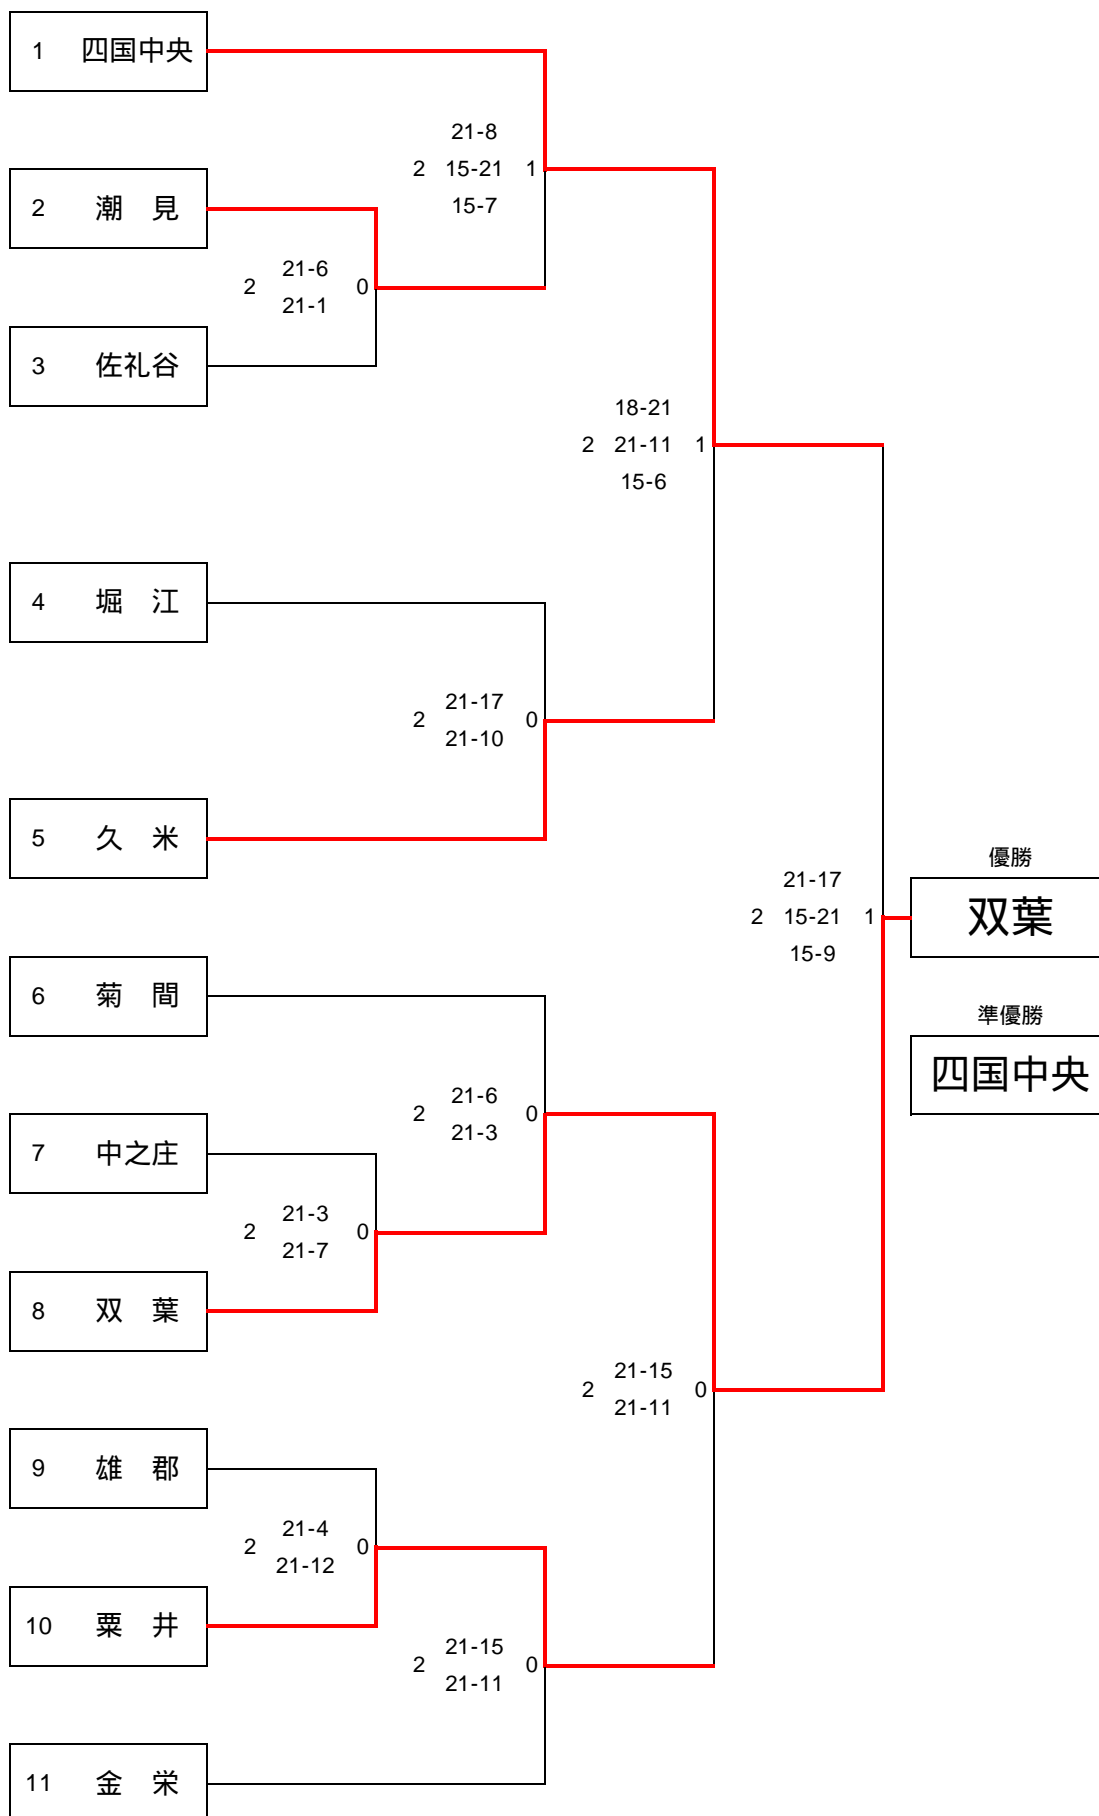 1 四国中央
21-8
2 15-21 1
15-7
2 潮 見
21-6
2 0
21-1
3 佐礼谷
18-21
2 21-11 1
15-6
4 堀 江
21-17
2 0
21-10
5 久 米
優勝
双葉
21-17
2 15-21 1
15-9
6 菊 間
準優勝
四国中央
21-6
2 0
21-3
7 中之庄
21-3
2 0
21-7
8 双 葉
21-15
2 0
21-11
9 雄 郡
21-4
2 0
21-12
10 粟 井
21-15
2 0
21-11
11 金 栄